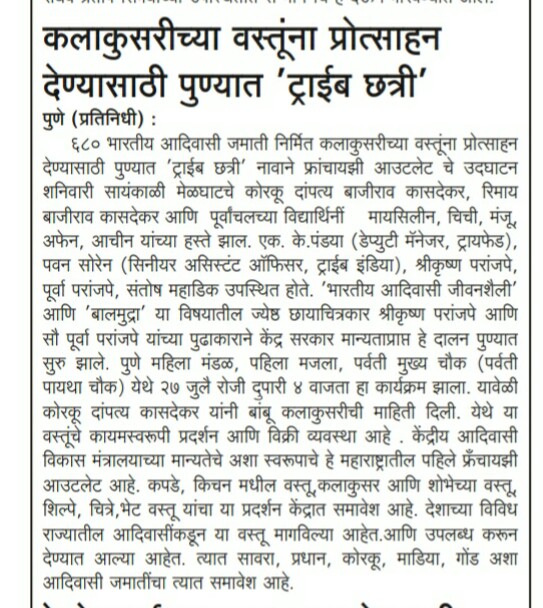 कलाकुसरीच्या वस्तूंना प्रोत्साहन
देण्यासाठी पुण्यात 'ट्राईब छत्री'
पुणे (प्रतिनिधी) :
६८० भारतीय आदिवासी जमाती निर्मित कलाकुसरीच्या वस्तूंना प्रोत्साहन
देण्यासाठी पुण्यात 'ट्राईब छत्री' नावाने फ्रांचायझी आउटलेट चे उदघाटन
शनिवारी सायंकाळी मेळघाटचे कोरकू दांपत्य बाजीराव कासदेकर, रिमाय
बाजीराव कासदेकर आणि पूर्वांचलच्या विद्यार्थिनीं मायसिलीन, चिची, मंजू,
अफेन, आचीन यांच्या हस्ते झाल. एक. के.पंडया (डेप्युटी मॅनेजर, ट्रायफेड),
पवन सोरेन (सिनीयर असिस्टंट ऑफिसर, ट्राईब इंडिया), श्रीकृष्ण परांजपे,
पूर्वा परांजपे, संतोष महाडिक उपस्थित होते. 'भारतीय आदिवासी जीवनशैली'
आणि 'बालमुद्रा' या विषयातील ज्येष्ठ छायाचित्रकार श्रीकृष्ण परांजपे आणि
सौ पूर्वा परांजपे यांच्या पुढाकाराने केंद्र सरकार मान्यताप्राप्त हे दालन पुण्यात
सुरु झाले. पुणे महिला मंडळ, पहिला मजला, पर्वती मुख्य चौक (पर्वती
पायथा चौक) येथे २७ जुलै रोजी दुपारी ४ वाजता हा कार्यक्रम झाला. यावेळी
कोरकू दांपत्य कासदेकर यांनी बांबू कलाकुसरीची माहिती दिली. येथे या
वस्तूंचे कायमस्वरूपी प्रदर्शन आणि विक्री व्यवस्था आहे . केंद्रीय आदिवासी
विकास मंत्रालयाच्या मान्यतेचे अशा स्वरूपाचे हे महाराष्ट्रातील पहिले फ्रॅंचायझी
आउटलेट आहे. कपडे, किचन मधील वस्तू,कलाकुसर आणि शोभेच्या वस्तू,
शिल्पे, चित्रे,भेट वस्तू यांचा या प्रदर्शन केंद्रात समावेश आहे. देशाच्या विविध
राज्यातील आदिवासींकडून या वस्तू मागविल्या आहेत.आणि उपलब्ध करून
देण्यात आल्या आहेत. त्यात सावरा, प्रधान, कोरकू, माडिया, गोंड अशा
आदिवासी जमातींचा त्यात समावेश आहे.